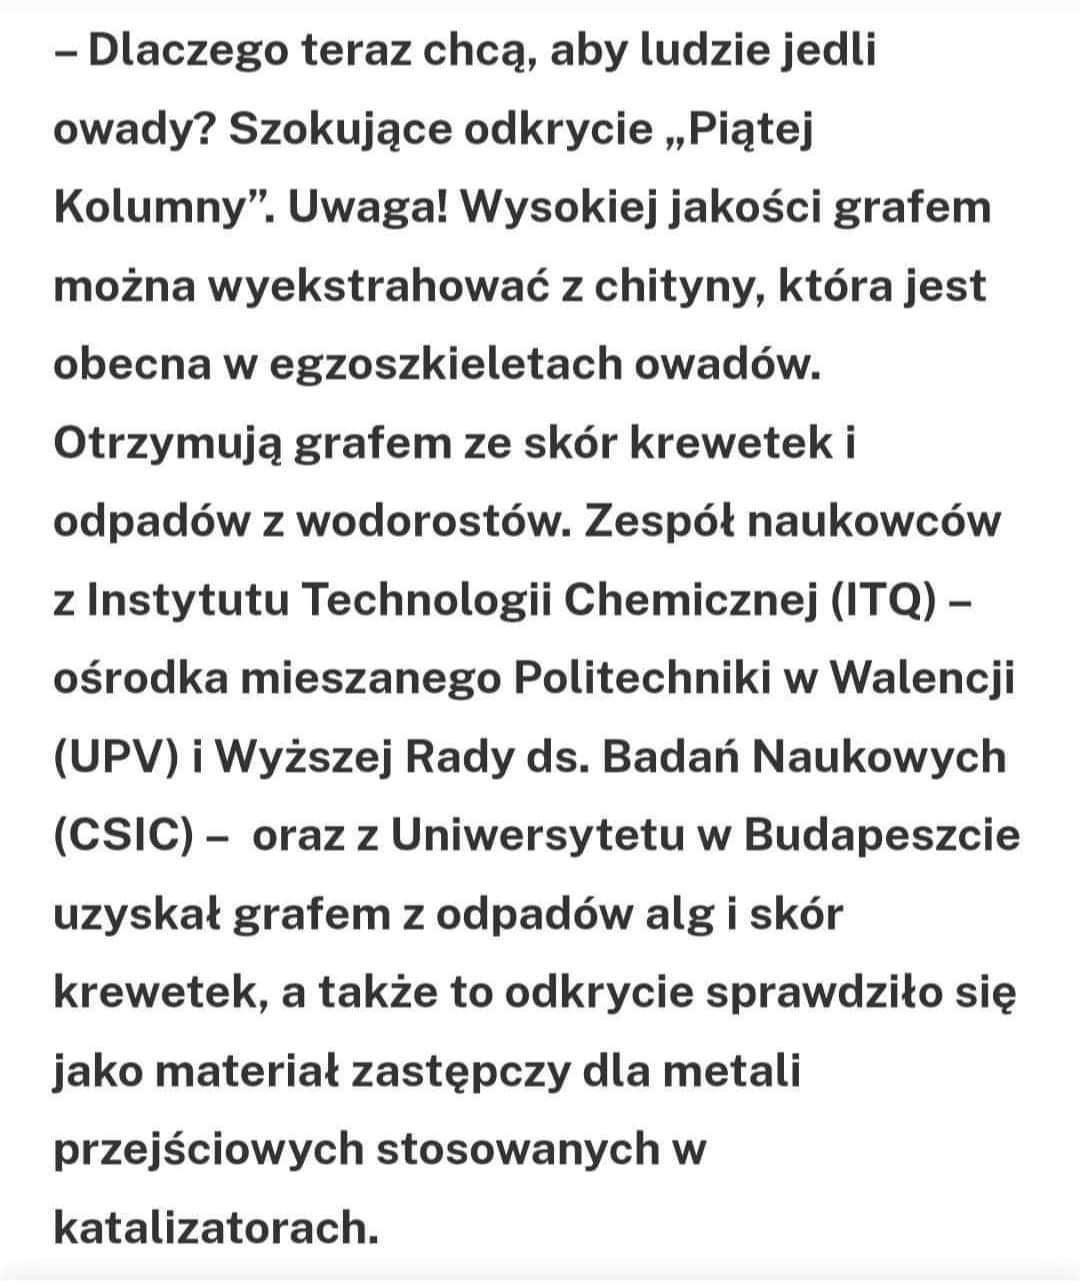 – Dlaczego teraz chcą, aby ludzie jedli
owady? Szokujące odkrycie „Piątej
Kolumny”. Uwaga! Wysokiej jakości grafem
można wyekstrahować z chityny, która jest
obecna w egzoszkieletach owadów.
Otrzymują grafem ze skór krewetek i
odpadów z wodorostów. Zespół naukowców
z Instytutu Technologii Chemicznej (ITQ) –
ośrodka mieszanego Politechniki w Walencji
(UPV) i Wyższej Rady ds. Badań Naukowych
(CSIC) –  oraz z Uniwersytetu w Budapeszcie
uzyskał grafem z odpadów alg i skór
krewetek, a także to odkrycie sprawdziło się
jako materiał zastępczy dla metali
przejściowych stosowanych w
katalizatorach.